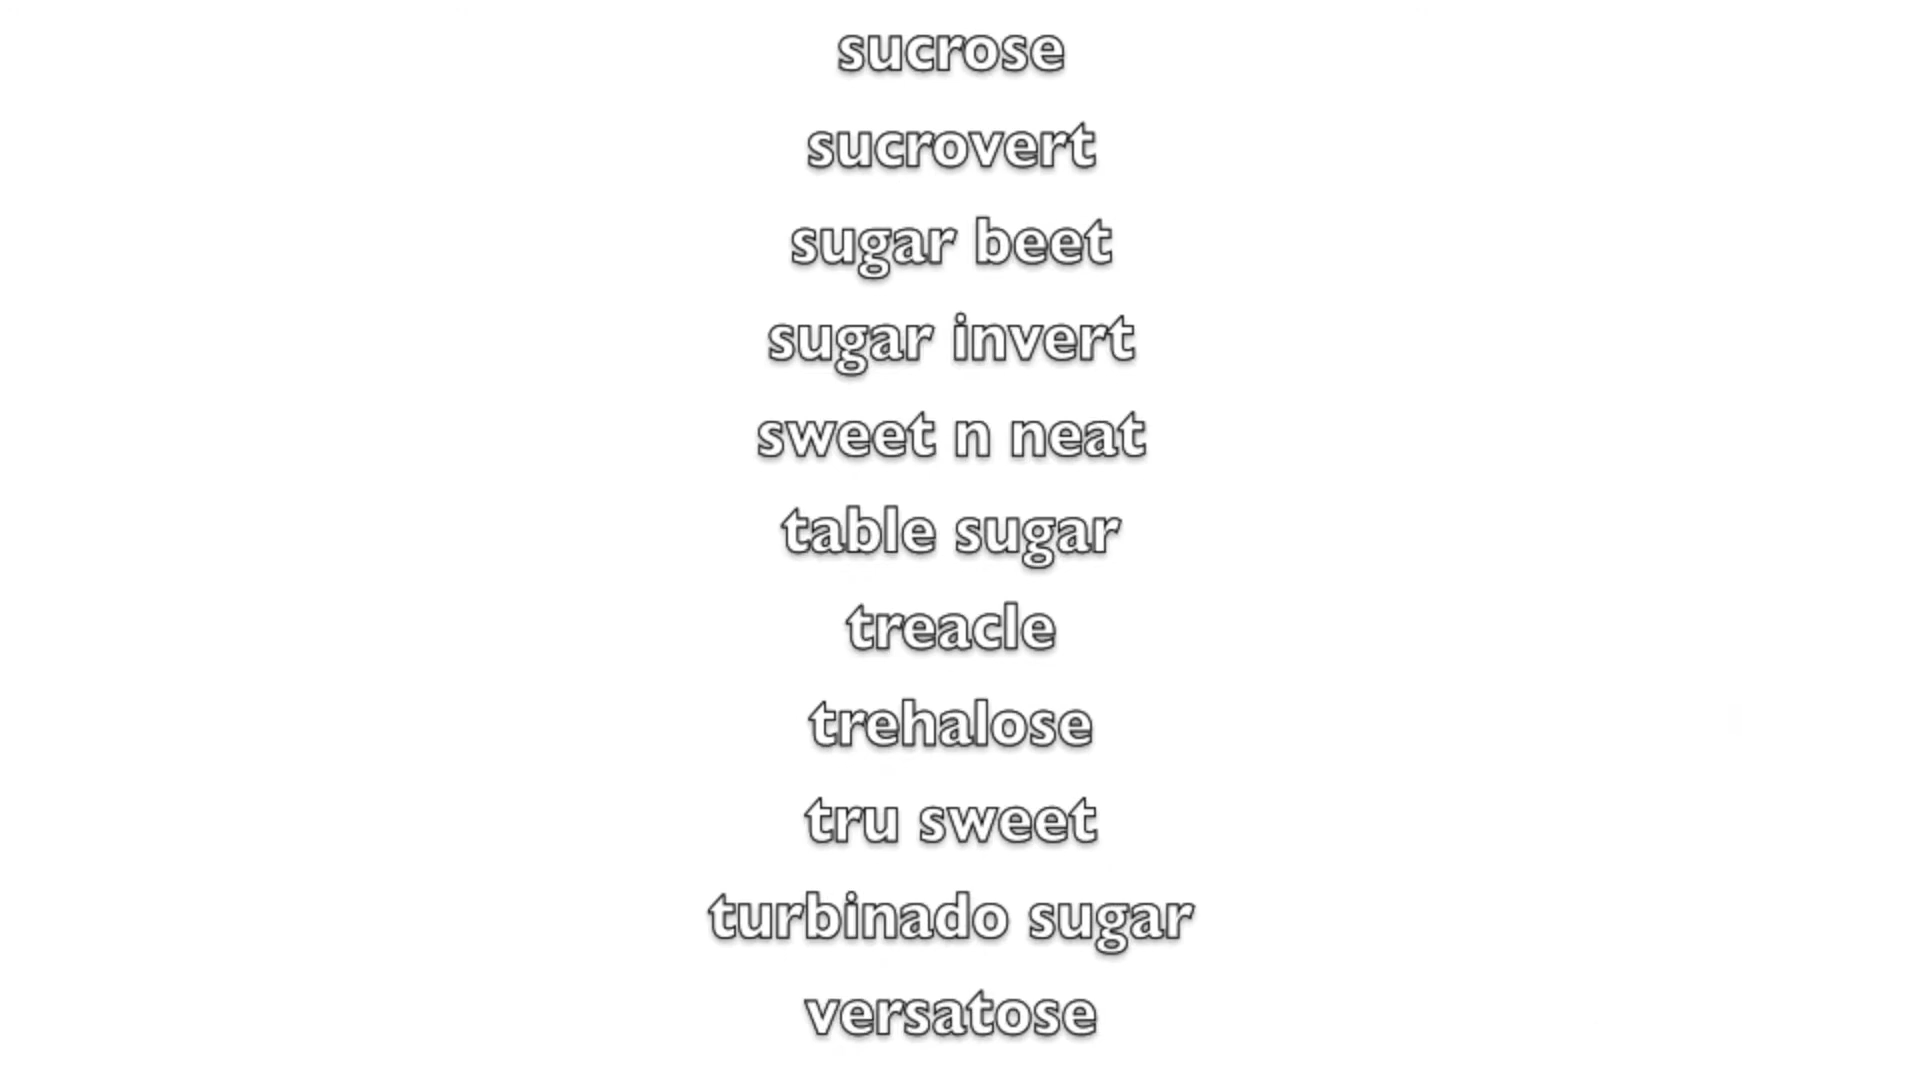 sucrose
sucrovert
sugar beet
sugar invert
sweet n neat
table sugar
treacle
trehalose
tru sweet
turbinado sugar
versatose